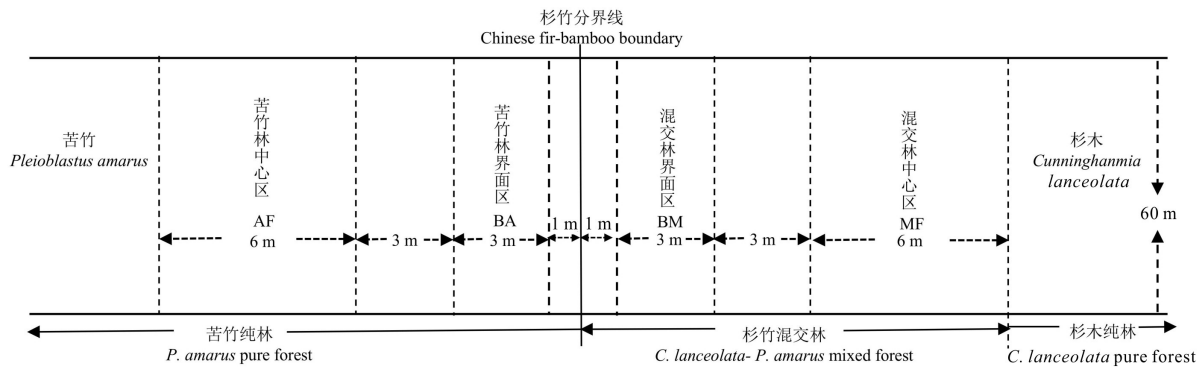 杉竹分界线
Chinese fir-bamboo boundary
苦竹
Pleioblastus amarus
苦竹林中心区
AF
6 m
3 m
苦竹林界面区
BA
3 m
1 m
1 m
混交林界面区
BM
3 m
3 m
混交林中心区
MF
6 m
杉木
Cunninghanmia
lanceolata
60 m
苦竹纯林
P. amarus pure forest
杉竹混交林
C. lanceolata- P. amarus mixed forest
杉木纯林
C. lanceolata pure forest